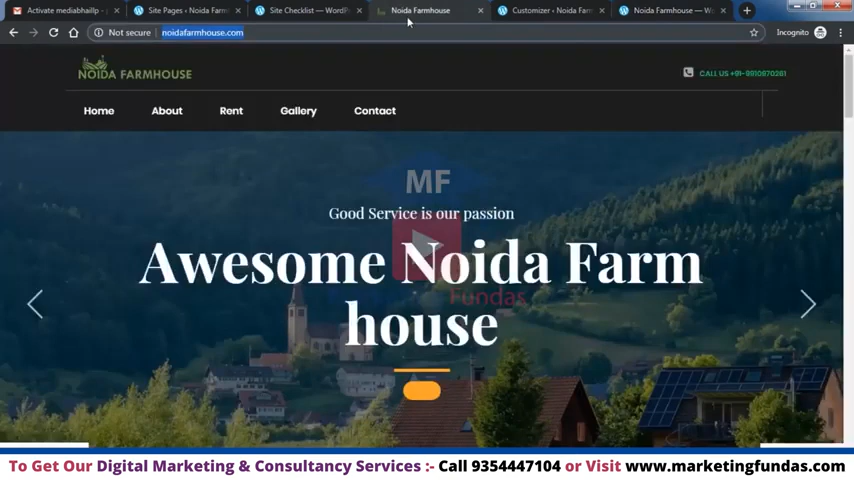 Activate mediabhaillp -
Site Pages ‹ Noida Farm
Site Checklist — WordP
Noida Farmhouse
Customizer ‹ Noida Farm
Noida Farmhouse — W
Not secure
noidafarmhouse.com
Incognito
NOIDA FARMHOUSE
CALL US +91-9910870261
Home About Rent Gallery Contact
MF
Good Service is our passion
Awesome Noida Farm
house
Fundas
To Get Our Digital Marketing & Consultancy Services :- Call 9354447104 or Visit www.marketingfundas.com